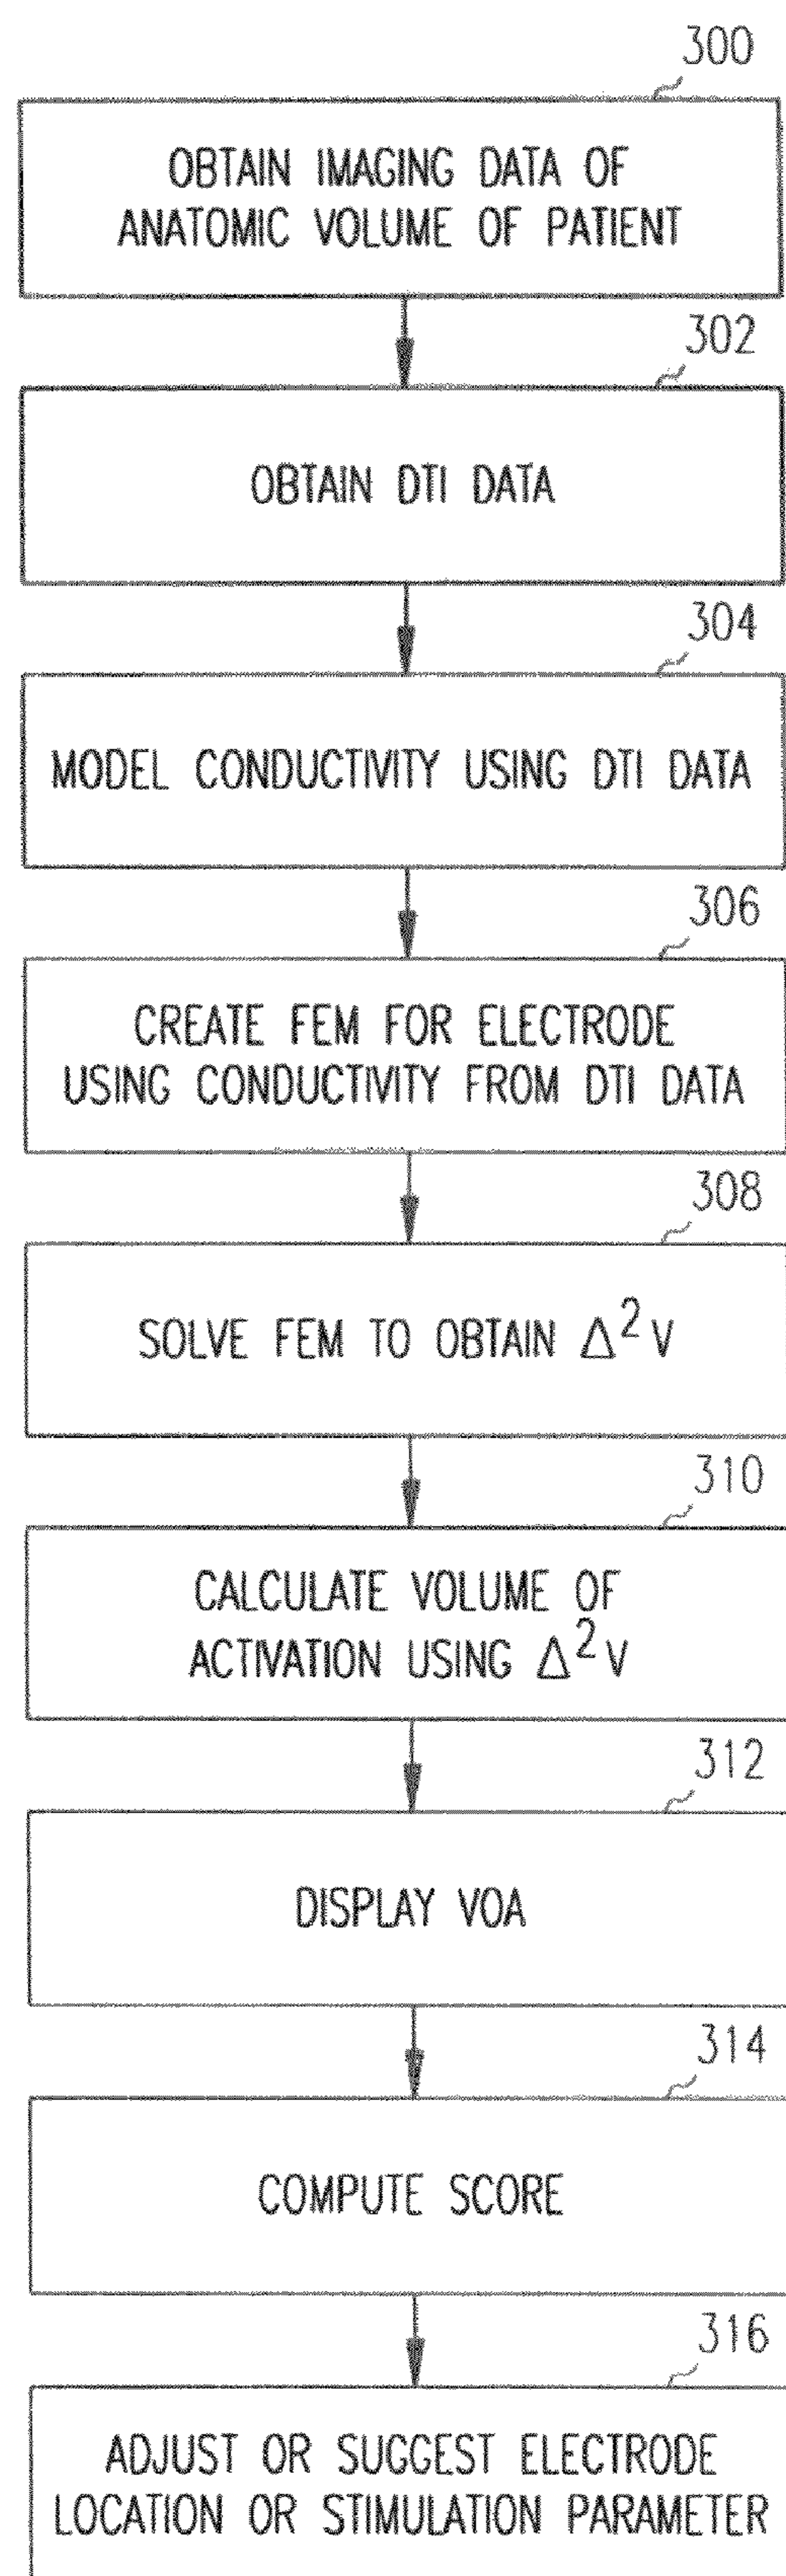 300
OBTAIN IMAGING DATA OF
ANATOMIC VOLUME OF PATIENT
302
OBTAIN DTI DATA
304
MODEL CONDUCTIVITY USING DTI DATA
306
CREATE FEM FOR ELECTRODE
USING CONDUCTIVITY FROM DTI DATA
308
SOLVE FEM TO OBTAIN Δ²V
310
CALCULATE VOLUME OF
ACTIVATION USING Δ²V
312
DISPLAY VOA
314
COMPUTE SCORE
316
ADJUST OR SUGGEST ELECTRODE
LOCATION OR STIMULATION PARAMETER